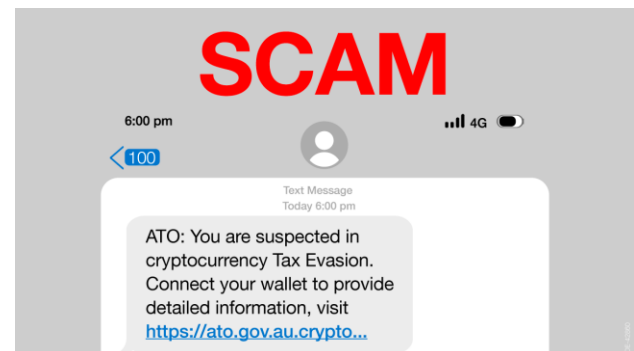 SCAM
6:00 pm 4G
100
Text Message
Today 6:00 pm
ATO: You are suspected in
cryptocurrency Tax Evasion.
Connect your wallet to provide
detailed information, visit
https://ato.gov.au.crypto...